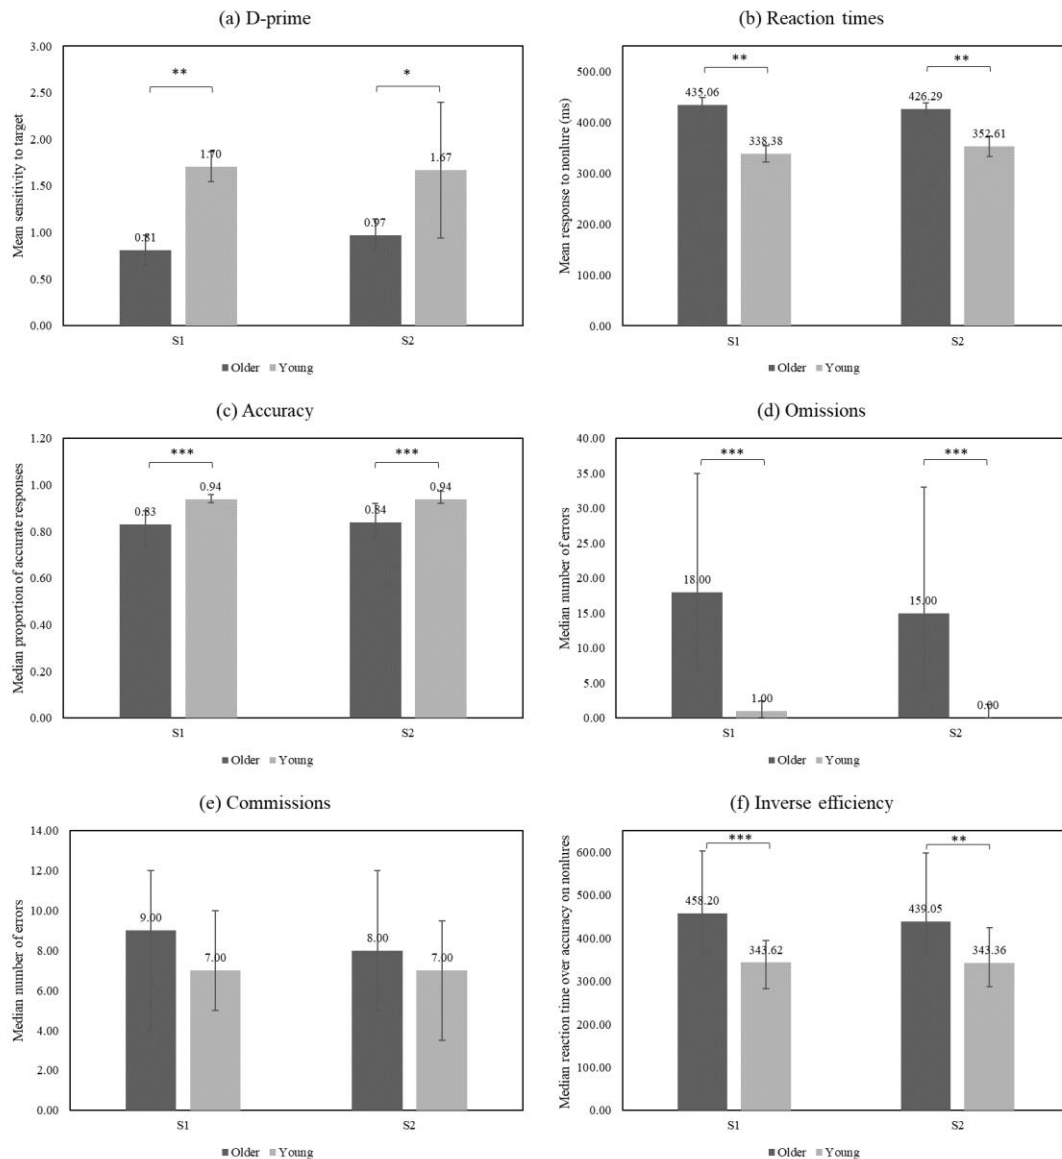 (a) D-prime
Mean sensitivity to target
3.00
2.50
2.00
1.50
1.00
0.50
0.00
**
*
0.81
1.70
0.97
1.67
S1
S2
Older
Young
(b) Reaction times
Mean response to nonlure (ms)
500.00
400.00
300.00
200.00
100.00
0.00
**
**
435.06
338.38
426.29
352.61
S1
S2
Older
Young
(c) Accuracy
Median proportion of accurate responses
1.20
1.00
0.80
0.60
0.40
0.20
0.00
***
***
0.83
0.94
0.84
0.94
S1
S2
Older
Young
(d) Omissions
Median number of errors
40.00
35.00
30.00
25.00
20.00
15.00
10.00
5.00
0.00
***
***
18.00
1.00
15.00
0.00
S1
S2
Older
Young
(e) Commissions
Median number of errors
14.00
12.00
10.00
8.00
6.00
4.00
2.00
0.00
9.00
7.00
8.00
7.00
S1
S2
Older
Young
(f) Inverse efficiency
Median reaction time over accuracy on nonlures
600.00
500.00
400.00
300.00
200.00
100.00
0.00
***
**
458.20
343.62
439.05
343.36
S1
S2
Older
Young